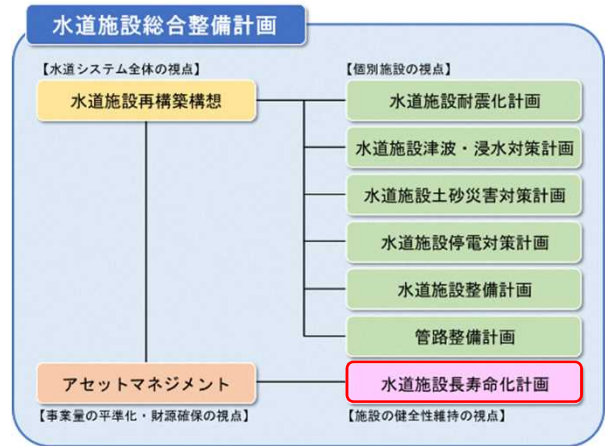 水道施設総合整備計画
【水道システム全体の視点】
水道施設再構築構想
【個別施設の視点】
水道施設耐震化計画
水道施設津波・浸水対策計画
水道施設土砂災害対策計画
水道施設停電対策計画
水道施設整備計画
管路整備計画
アセットマネジメント
【事業量の平準化・財源確保の視点】
水道施設長寿命化計画
【施設の健全性維持の視点】